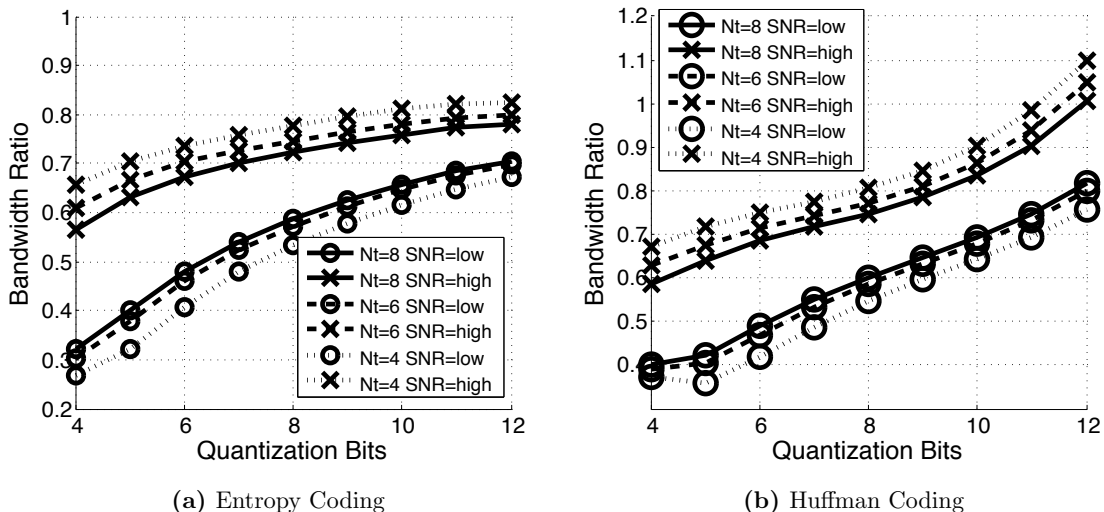 1
0.9
0.8
0.7
0.6
0.5
0.4
0.3
0.2
4
6
8
10
12
Bandwidth Ratio
Quantization Bits
Nt=8 SNR=low
Nt=8 SNR=high
Nt=6 SNR=low
Nt=6 SNR=high
Nt=4 SNR=low
Nt=4 SNR=high
(a) Entropy Coding
1.2
1.1
1
0.9
0.8
0.7
0.6
0.5
0.
4
6
8
10
12
Bandwidth Ratio
Quantization Bits
Nt=8 SNR=low
Nt=8 SNR=high
Nt=6 SNR=low
Nt=6 SNR=high
Nt=4 SNR=low
Nt=4 SNR=high
(b) Huffman Coding